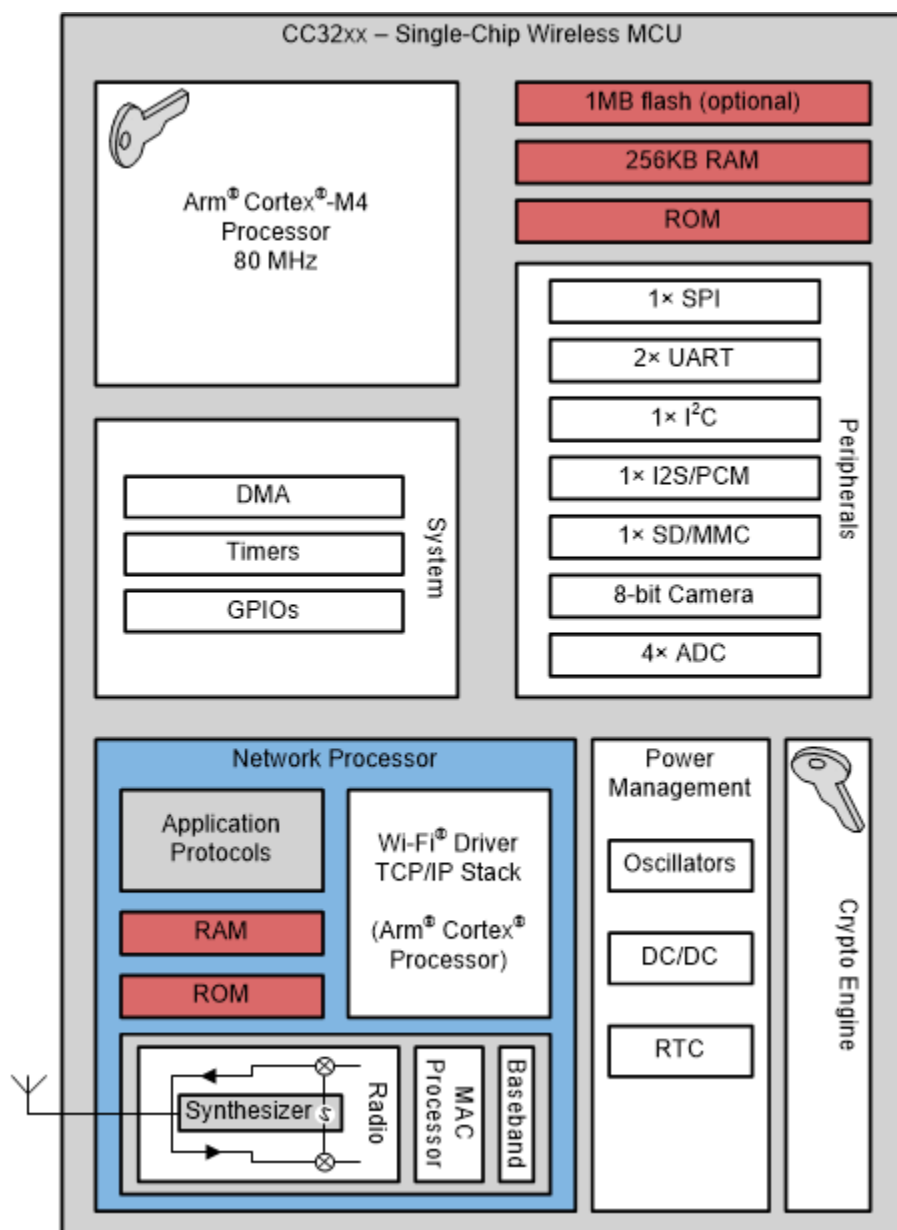 CC32xx – Single-Chip Wireless MCU
Arm® Cortex®-M4
Processor
80 MHz
1MB flash (optional)
256KB RAM
ROM
1× SPI
2× UART
1× I²C
1× I2S/PCM
1× SD/MMC
8-bit Camera
4× ADC
Peripherals
DMA
Timers
GPIOs
System
Network Processor
Application
Protocols
RAM
ROM
Wi-Fi® Driver
TCP/IP Stack
(Arm® Cortex®
Processor)
Synthesizer
Radio
MAC
Processor
Baseband
Power
Management
Oscillators
DC/DC
RTC
Crypto Engine